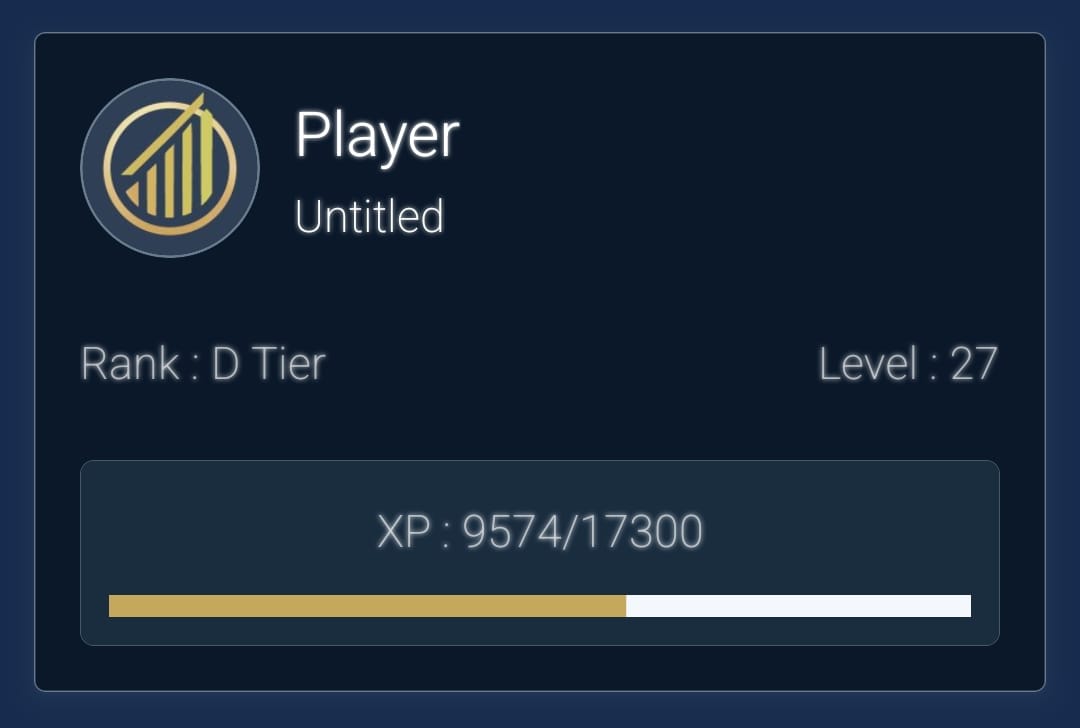 Player
Untitled
Rank : D Tier
Level : 27
XP : 9574/17300